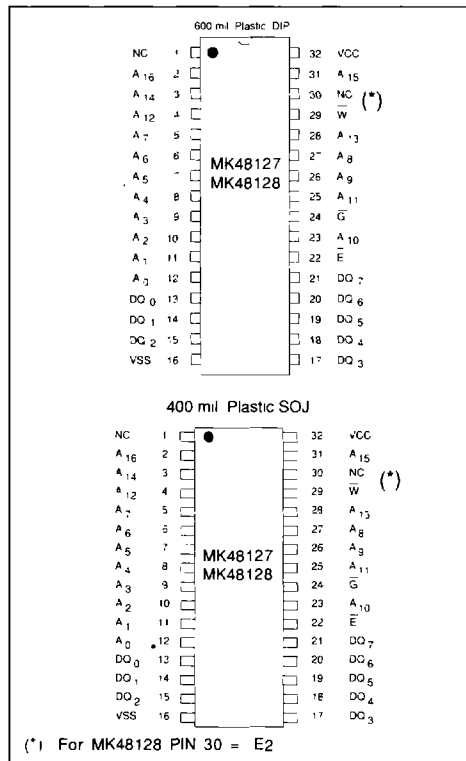 600 mil Plastic DIP
NC 1 32 VCC
A16 2 31 A15
A14 3 30 NC (*)
A12 4 29 W̅
A7 5 28 A13
A6 6 27 A8
A5 7 26 A9
A4 8 25 A11
A3 9 24 G̅
A2 10 23 A10
A1 11 22 E̅
A0 12 21 DQ7
DQ0 13 20 DQ6
DQ1 14 19 DQ5
DQ2 15 18 DQ4
VSS 16 17 DQ3
MK48127
MK48128
400 mil Plastic SOJ
NC 1 32 VCC
A16 2 31 A15
A14 3 30 NC (*)
A12 4 29 W̅
A7 5 28 A13
A6 6 27 A8
A5 7 26 A9
A4 8 25 A11
A3 9 24 G̅
A2 10 23 A10
A1 11 22 E̅
A0 12 21 DQ7
DQ0 13 20 DQ6
DQ1 14 19 DQ5
DQ2 15 18 DQ4
VSS 16 17 DQ3
MK48127
MK48128
(*) For MK48128 PIN 30 = E2